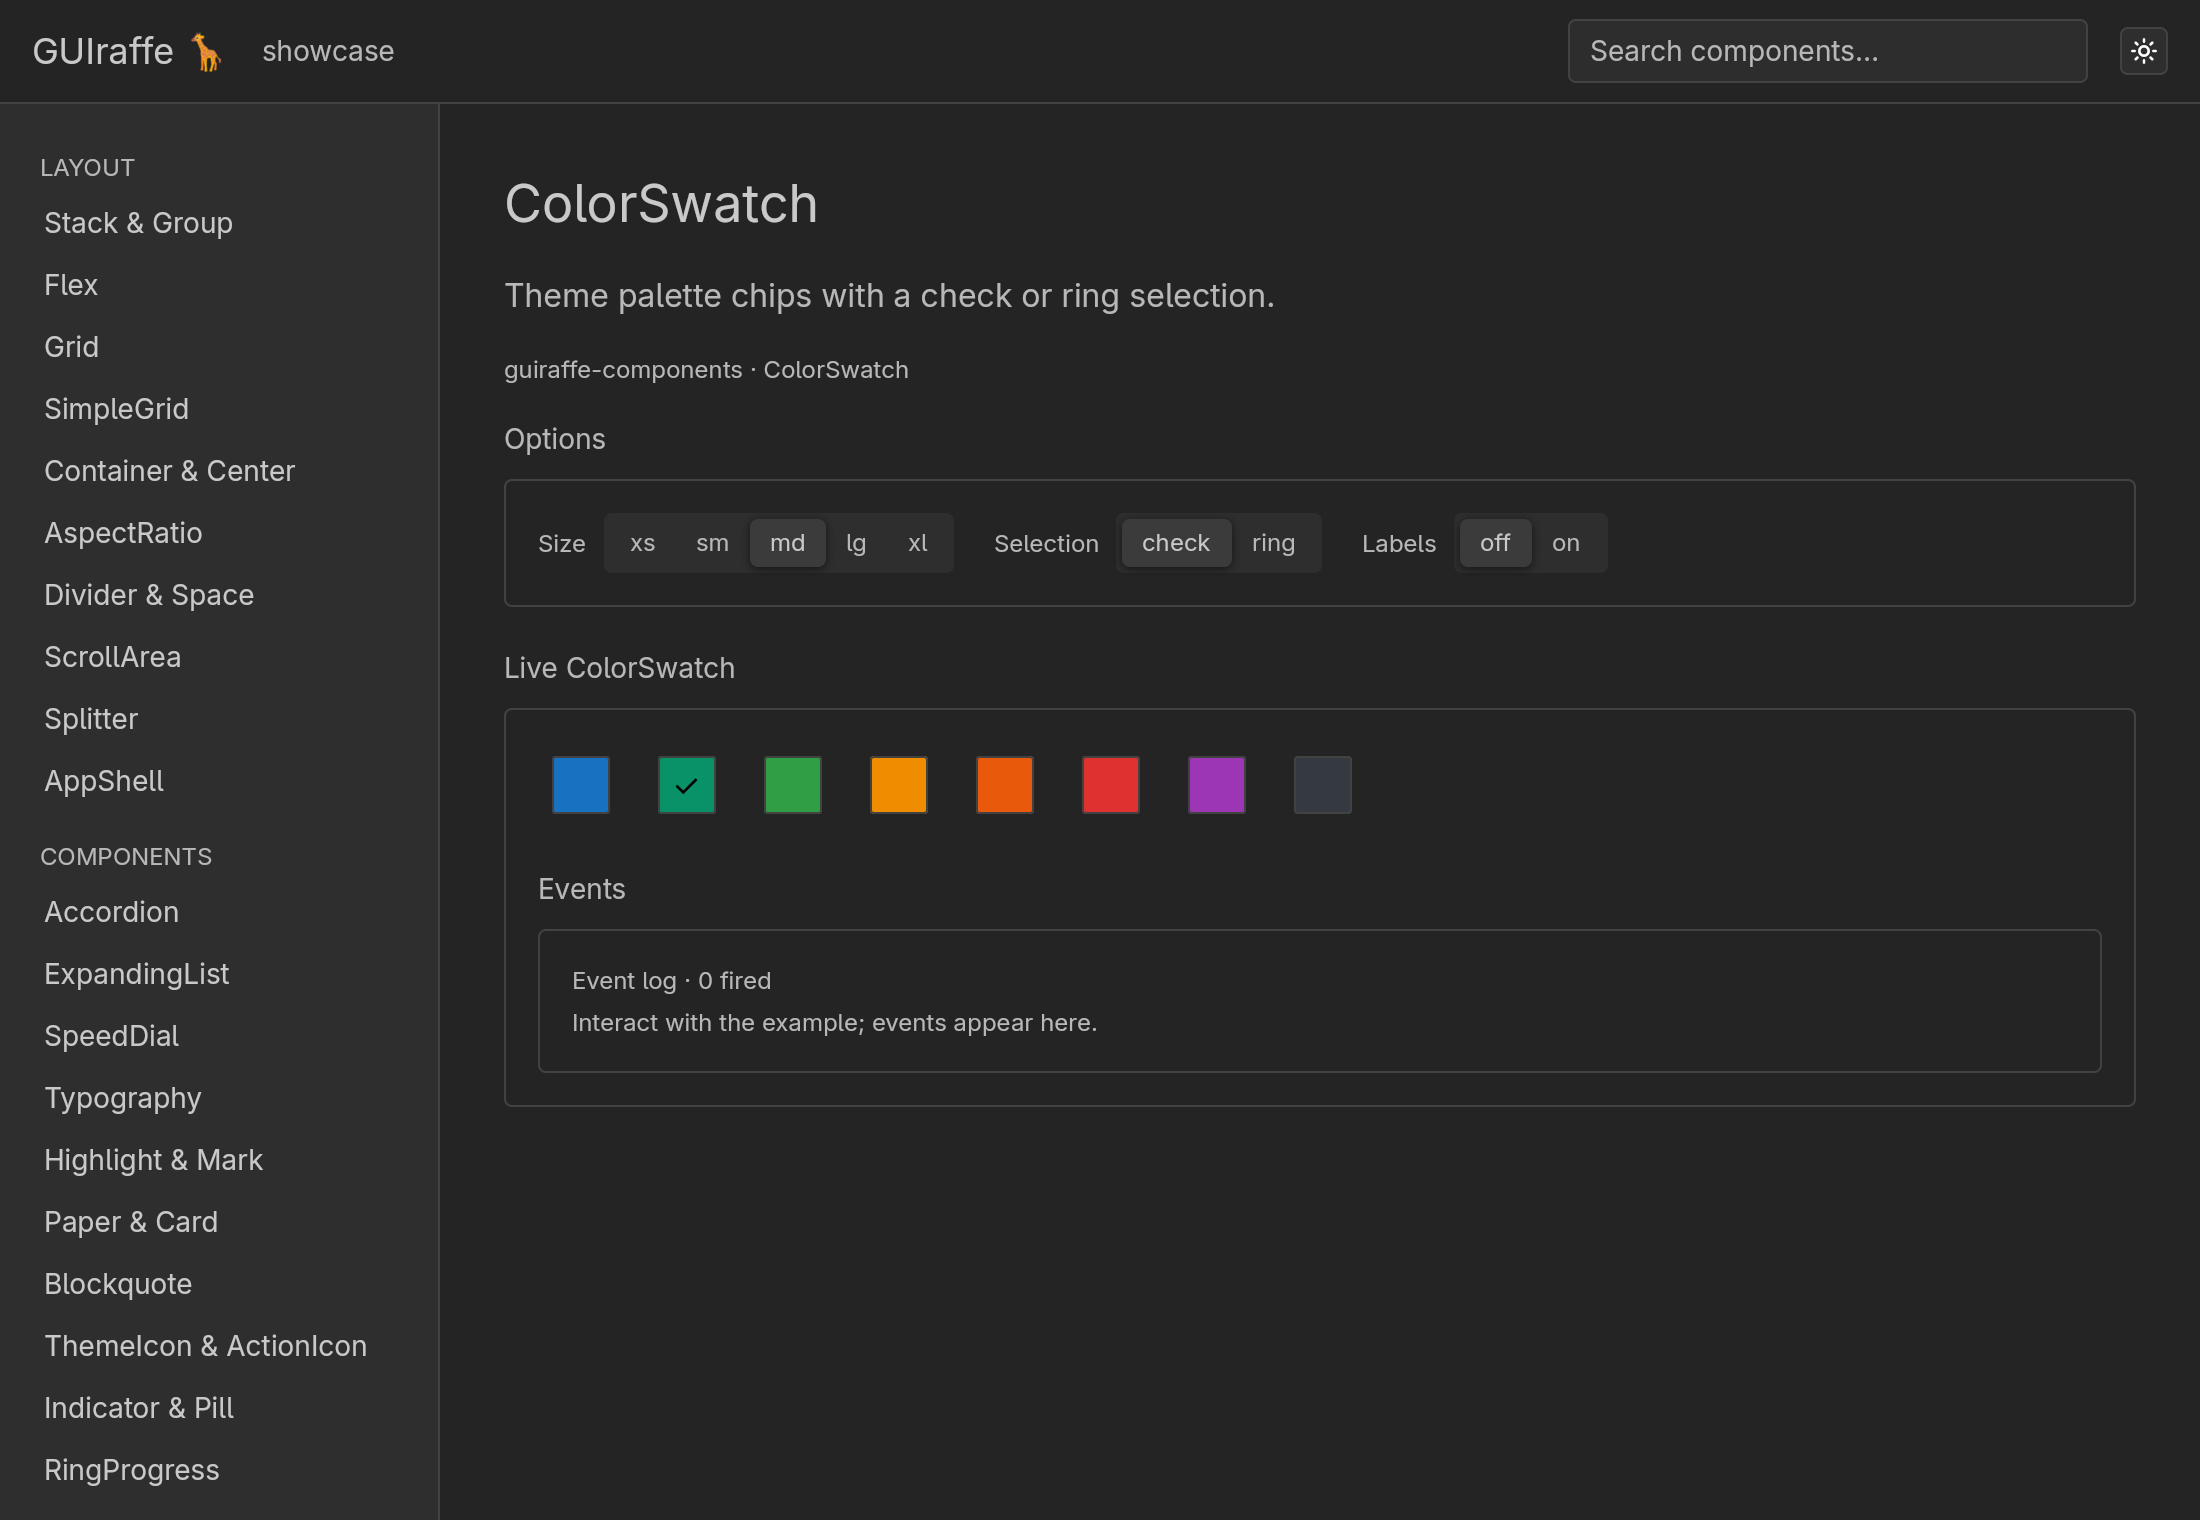 GUIraffe 🦒 showcase Search components...
LAYOUT
Stack & Group
Flex
Grid
SimpleGrid
Container & Center
AspectRatio
Divider & Space
ScrollArea
Splitter
AppShell
COMPONENTS
Accordion
ExpandingList
SpeedDial
Typography
Highlight & Mark
Paper & Card
Blockquote
ThemeIcon & ActionIcon
Indicator & Pill
RingProgress
ColorSwatch
Theme palette chips with a check or ring selection.
guiraffe-components · ColorSwatch
Options
Size xs sm md lg xl Selection check ring Labels off on
Live ColorSwatch
Events
Event log · 0 fired
Interact with the example; events appear here.